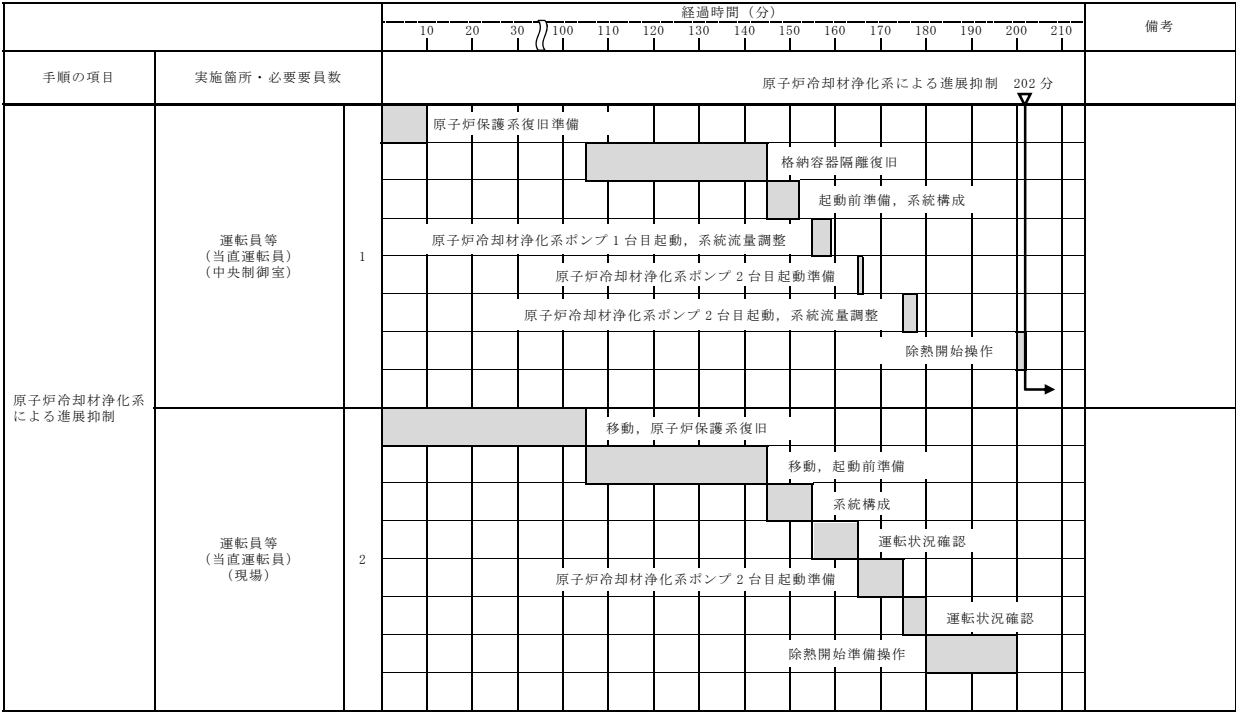 経過時間（分）
備考
10 20 30 100 110 120 130 140 150 160 170 180 190 200 210
手順の項目
実施箇所・必要要員数
原子炉冷却材浄化系による進展抑制 202 分
原子炉冷却材浄化系
による進展抑制
運転員等
（当直運転員）
（中央制御室）
1
原子炉保護系復旧準備
格納容器隔離復旧
起動前準備，系統構成
原子炉冷却材浄化系ポンプ 1 台目起動，系統流量調整
原子炉冷却材浄化系ポンプ 2 台目起動準備
原子炉冷却材浄化系ポンプ 2 台目起動，系統流量調整
除熱開始操作
運転員等
（当直運転員）
（現場）
2
移動，原子炉保護系復旧
移動，起動前準備
系統構成
運転状況確認
原子炉冷却材浄化系ポンプ 2 台目起動準備
運転状況確認
除熱開始準備操作